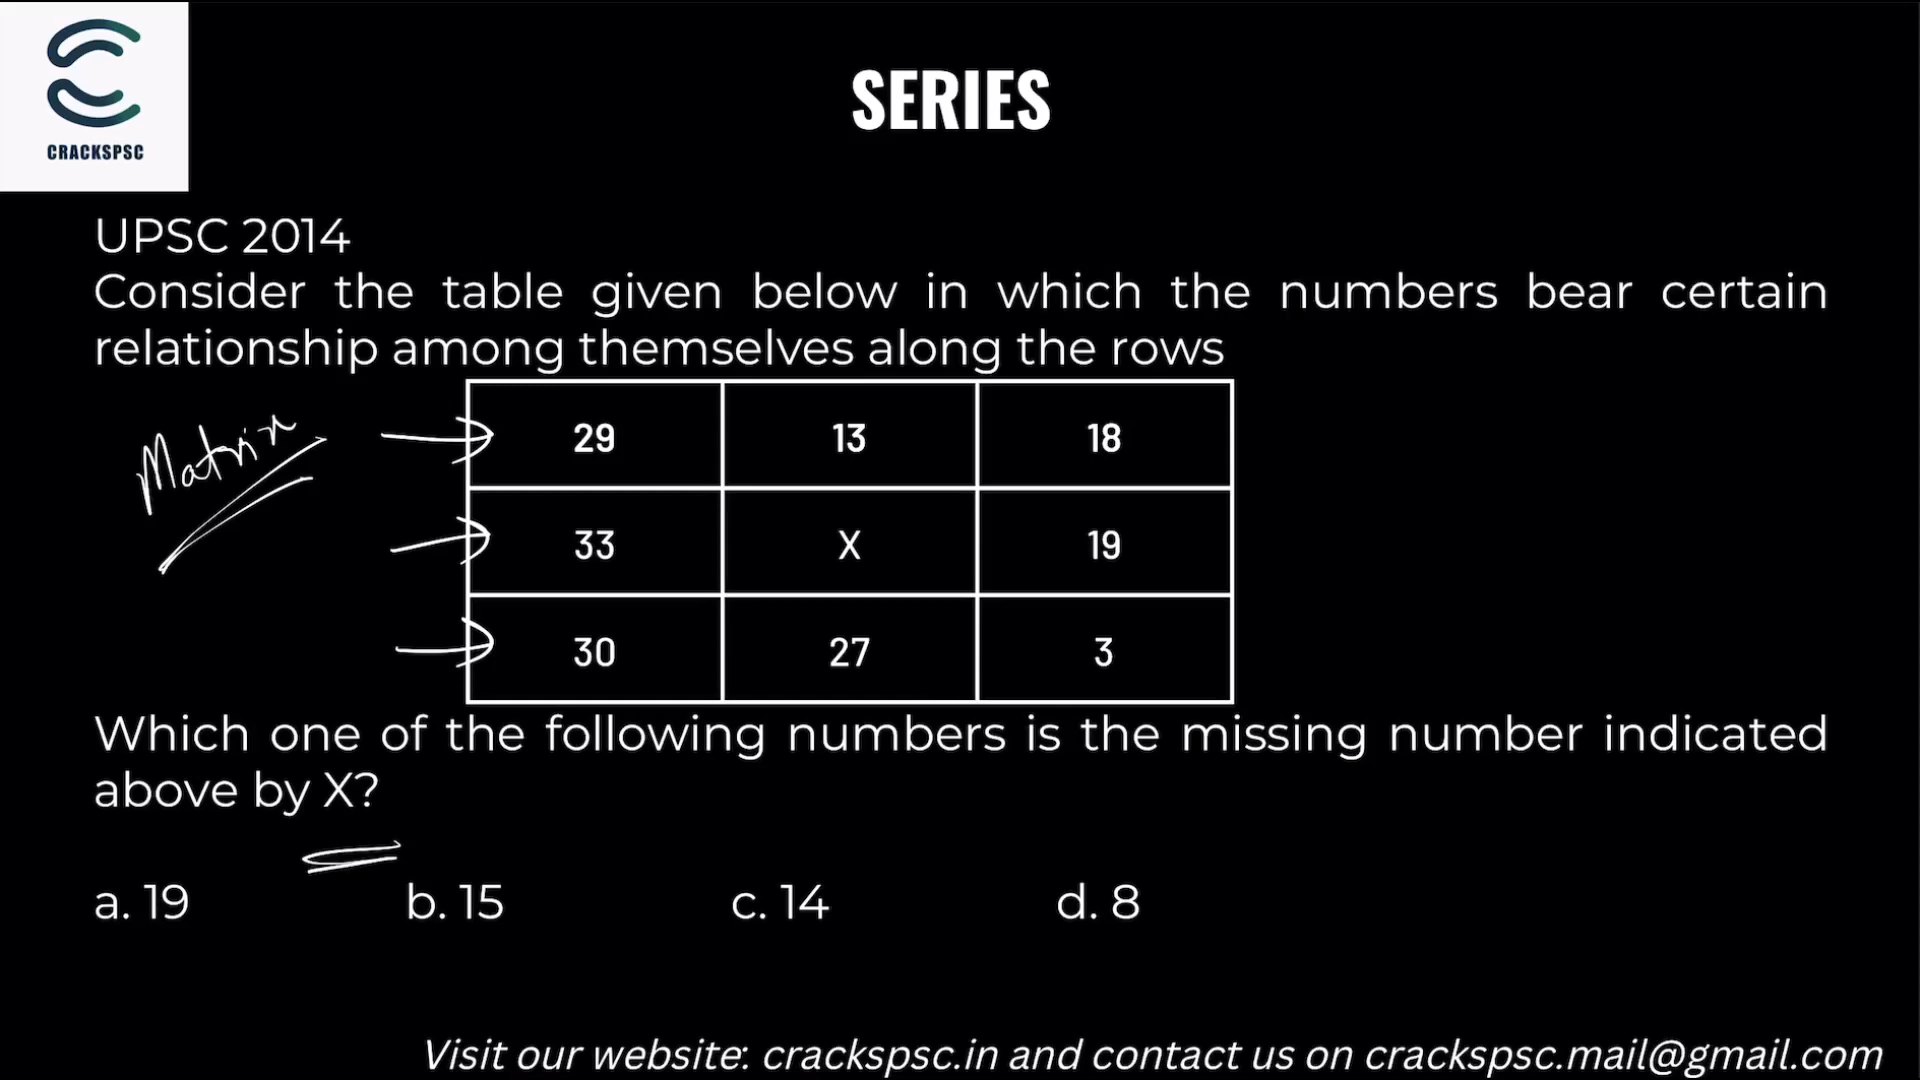 CRACKSPSC
SERIES
UPSC 2014
Consider the table given below in which the numbers bear certain
relationship among themselves along the rows
Matrix
29 13 18
33 X 19
30 27 3
Which one of the following numbers is the missing number indicated
above by X?
a. 19 b. 15 c. 14 d. 8
Visit our website: crackspsc.in and contact us on crackspsc.mail@gmail.com